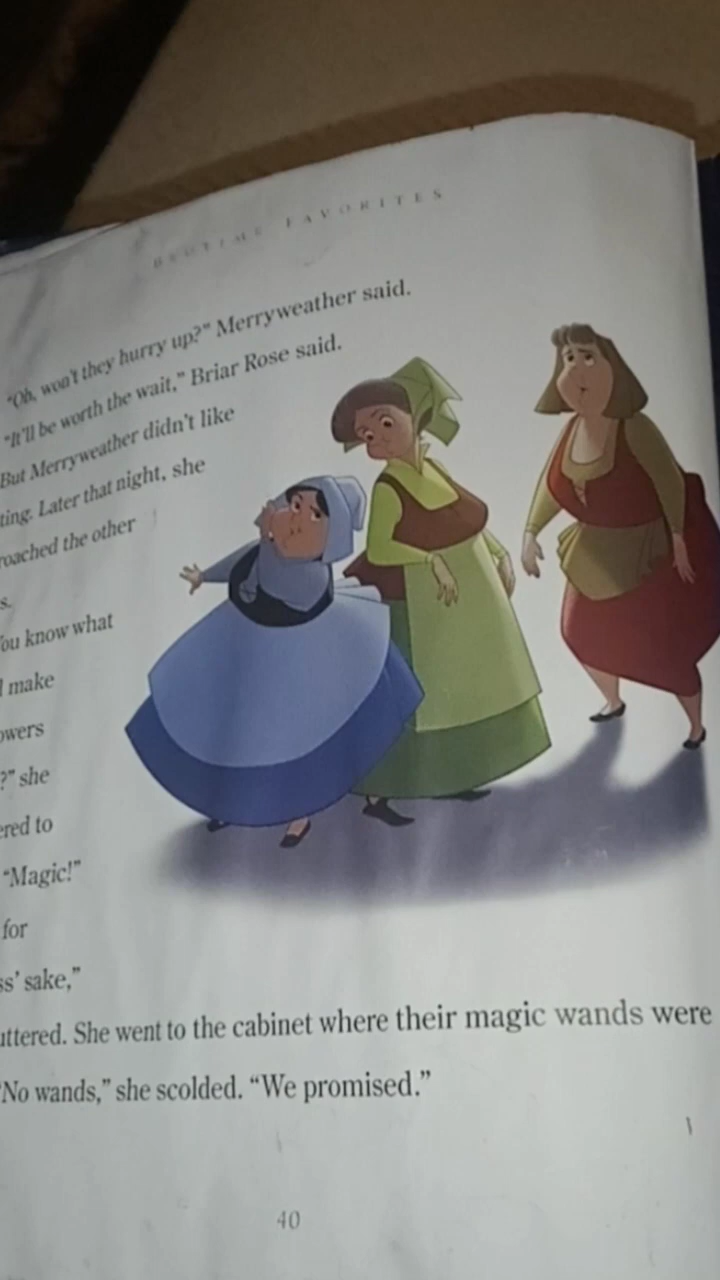 BEDTIME FAVORITES
"Oh, won't they hurry up?" Merryweather said.
"It'll be worth the wait," Briar Rose said.
But Merryweather didn't like
ting. Later that night, she
roached the other
s.
ou know what
l make
owers
?" she
ered to
"Magic!"
for
ss' sake,"
uttered. She went to the cabinet where their magic wands were
"No wands," she scolded. "We promised."
40